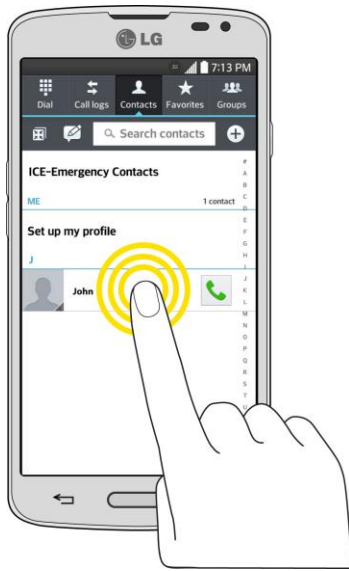 LG
7:13 PM
Dial Call logs Contacts Favorites Groups
Search contacts
ICE-Emergency Contacts
ME 1 contact
Set up my profile
J
John
#
A
B
C
D
E
F
G
H
I
J
K
L
M
N
O
P
Q
R
S
T
U